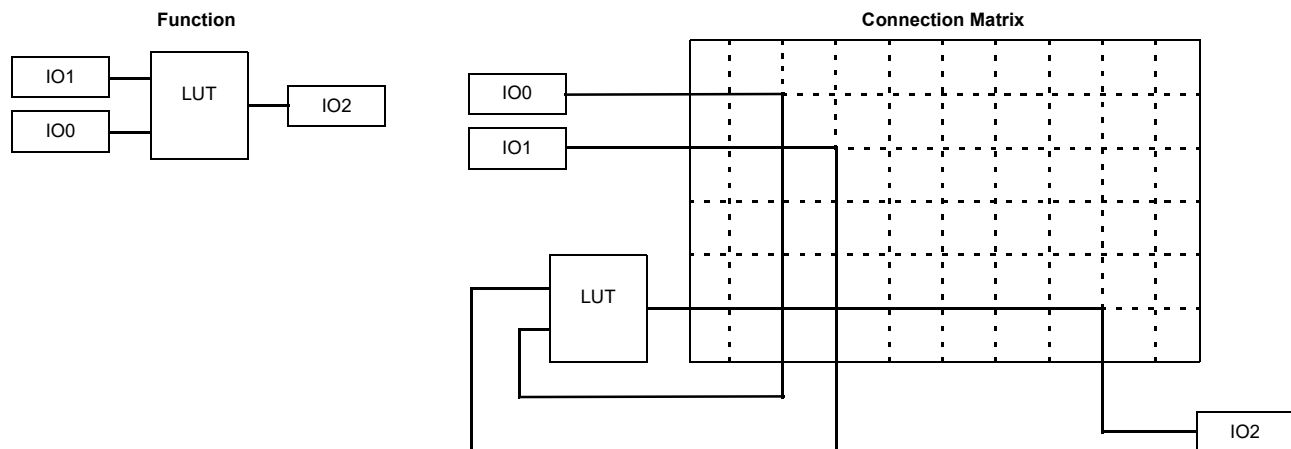 Function
IO1
IO0
LUT
IO2
Connection Matrix
IO0
IO1
LUT
IO2